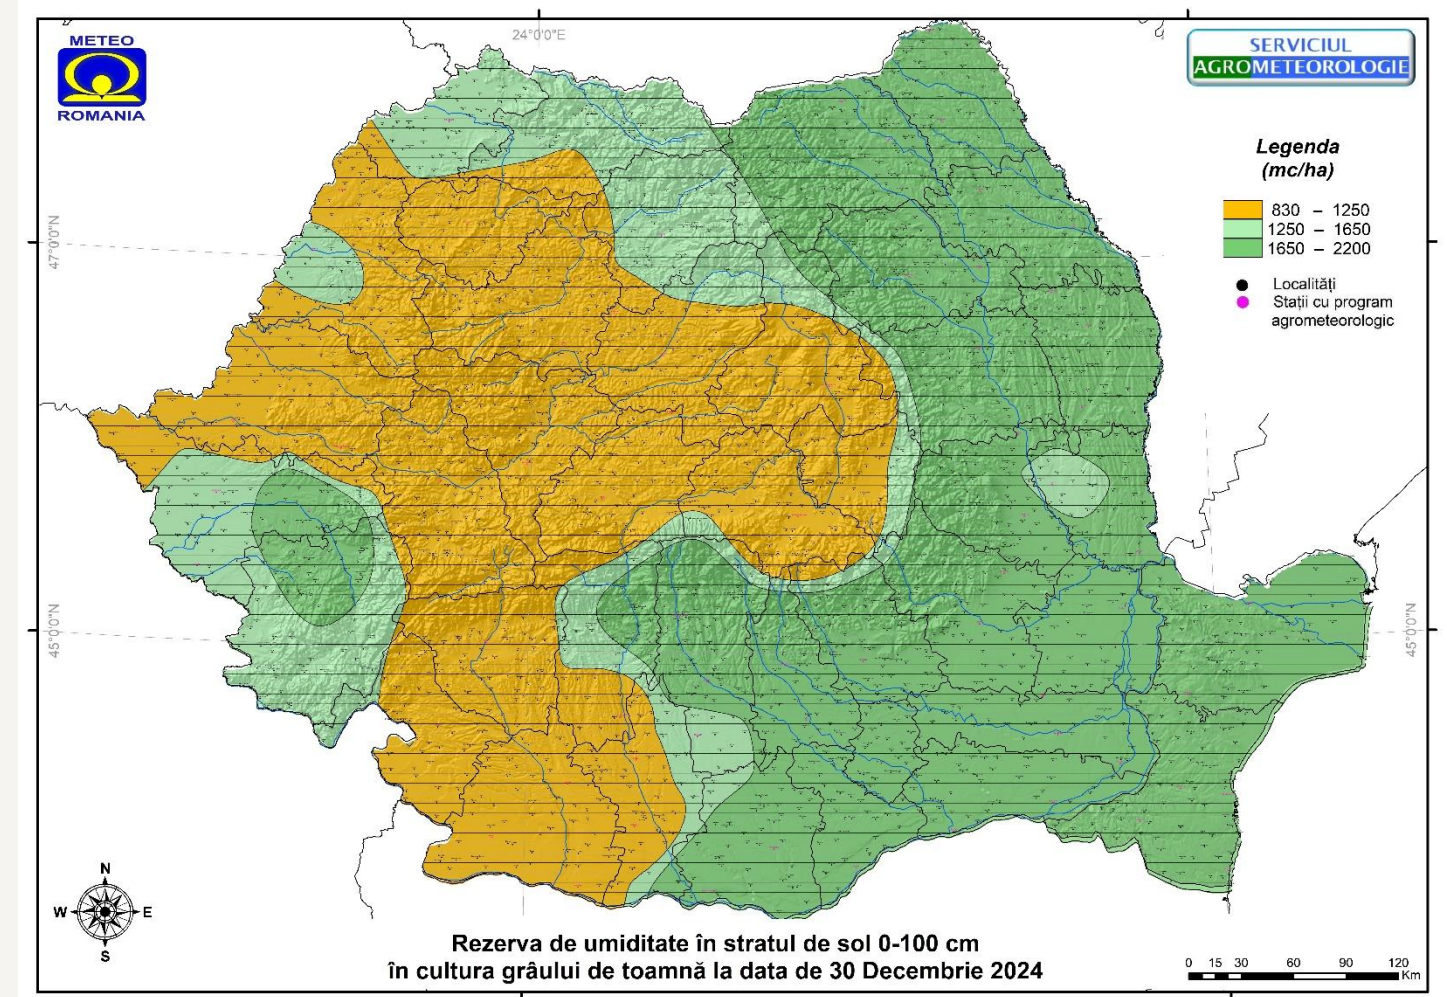 METEO
ROMANIA
24°0'0"E
SERVICIUL
AGROMETEOROLOGIE
Legenda
(mc/ha)
830 – 1250
1250 – 1650
1650 – 2200
Localități
Stații cu program
agrometeorologic
47°0'0"N
45°0'0"N
45°0'0"N
N
W
E
S
Rezerva de umiditate în stratul de sol 0-100 cm
în cultura grâului de toamnă la data de 30 Decembrie 2024
0 15 30 60 90 120
Km